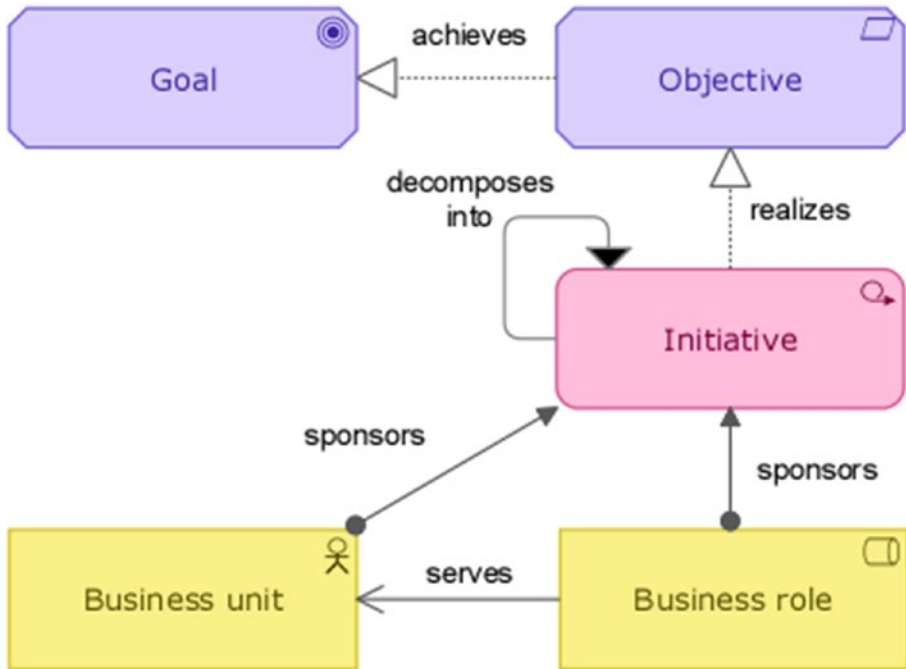 achieves
Goal
Objective
decomposes
into
realizes
Initiative
sponsors
sponsors
serves
Business unit
Business role